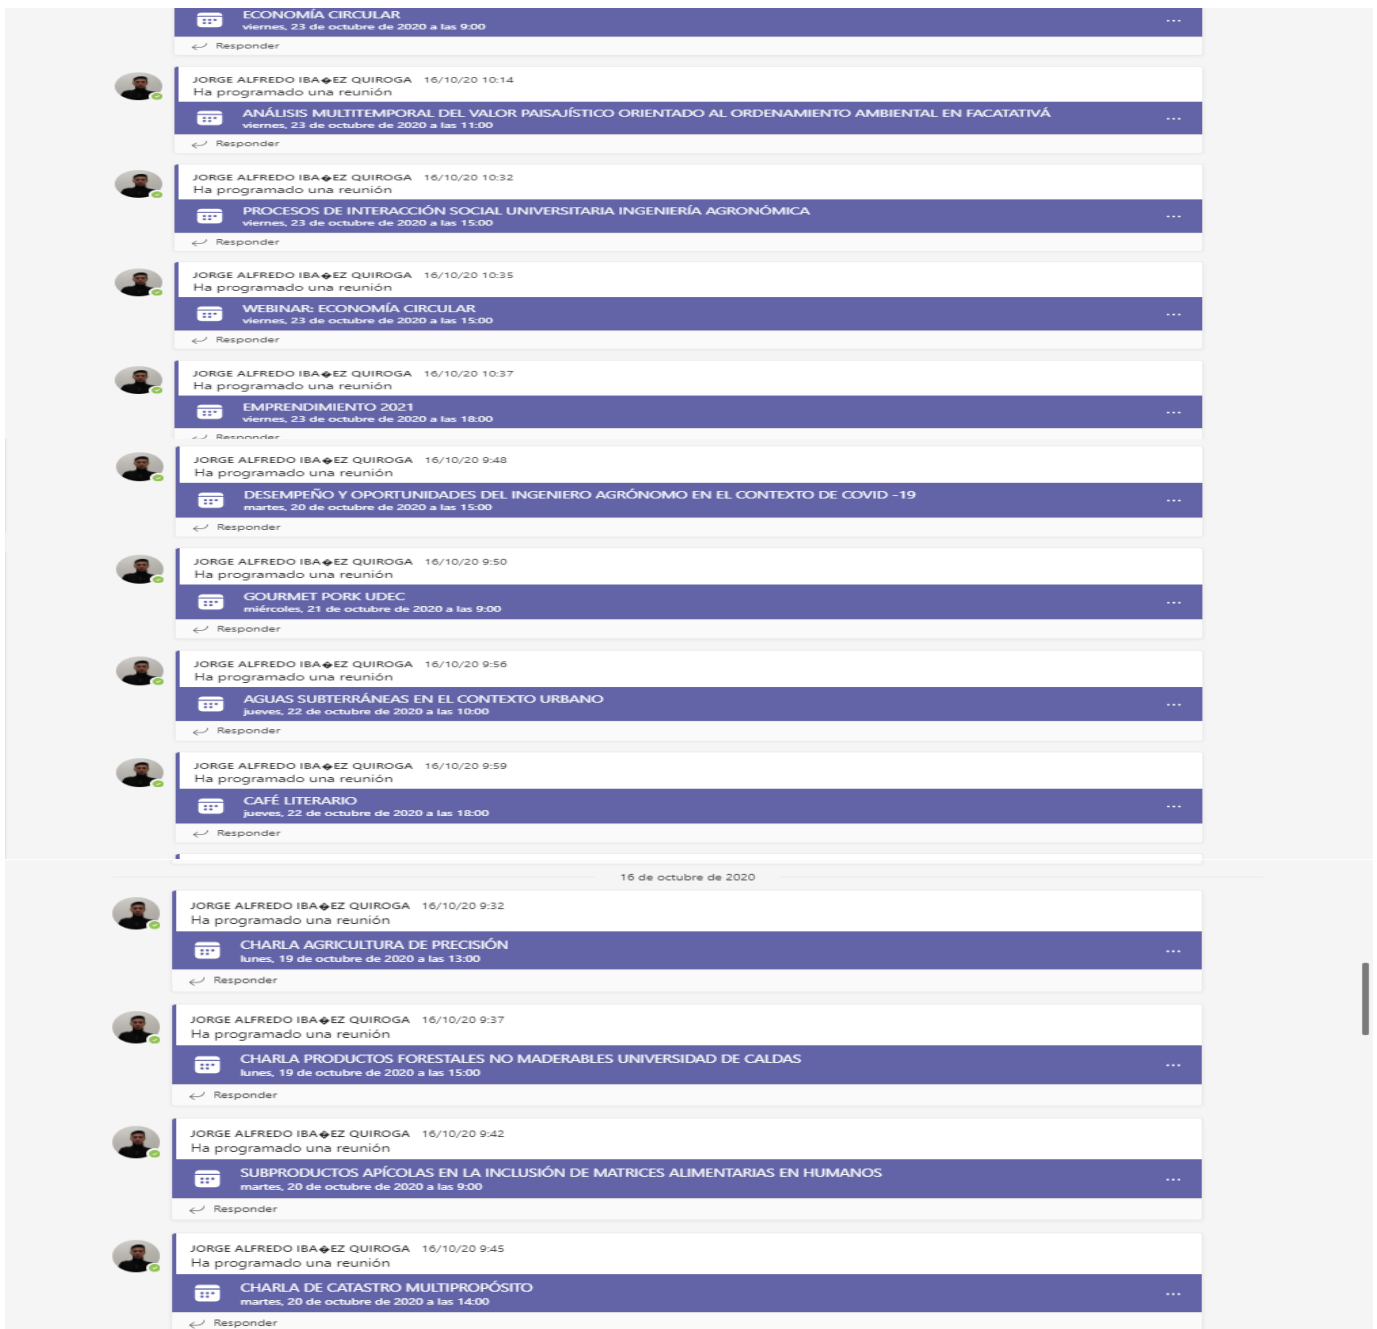 ECONOMÍA CIRCULAR
viernes, 23 de octubre de 2020 a las 9:00
Responder
JORGE ALFREDO IBA�EZ QUIROGA 16/10/20 10:14
Ha programado una reunión
ANÁLISIS MULTITEMPORAL DEL VALOR PAISAJÍSTICO ORIENTADO AL ORDENAMIENTO AMBIENTAL EN FACATATIVÁ
viernes, 23 de octubre de 2020 a las 11:00
Responder
JORGE ALFREDO IBA�EZ QUIROGA 16/10/20 10:32
Ha programado una reunión
PROCESOS DE INTERACCIÓN SOCIAL UNIVERSITARIA INGENIERÍA AGRONÓMICA
viernes, 23 de octubre de 2020 a las 15:00
Responder
JORGE ALFREDO IBA�EZ QUIROGA 16/10/20 10:35
Ha programado una reunión
WEBINAR: ECONOMÍA CIRCULAR
viernes, 23 de octubre de 2020 a las 15:00
Responder
JORGE ALFREDO IBA�EZ QUIROGA 16/10/20 10:37
Ha programado una reunión
EMPRENDIMIENTO 2021
viernes, 23 de octubre de 2020 a las 18:00
Responder
JORGE ALFREDO IBA�EZ QUIROGA 16/10/20 9:48
Ha programado una reunión
DESEMPEÑO Y OPORTUNIDADES DEL INGENIERO AGRÓNOMO EN EL CONTEXTO DE COVID -19
martes, 20 de octubre de 2020 a las 15:00
Responder
JORGE ALFREDO IBA�EZ QUIROGA 16/10/20 9:50
Ha programado una reunión
GOURMET PORK UDEC
miércoles, 21 de octubre de 2020 a las 9:00
Responder
JORGE ALFREDO IBA�EZ QUIROGA 16/10/20 9:56
Ha programado una reunión
AGUAS SUBTERRÁNEAS EN EL CONTEXTO URBANO
jueves, 22 de octubre de 2020 a las 10:00
Responder
JORGE ALFREDO IBA�EZ QUIROGA 16/10/20 9:59
Ha programado una reunión
CAFÉ LITERARIO
jueves, 22 de octubre de 2020 a las 18:00
Responder
16 de octubre de 2020
JORGE ALFREDO IBA�EZ QUIROGA 16/10/20 9:32
Ha programado una reunión
CHARLA AGRICULTURA DE PRECISIÓN
lunes, 19 de octubre de 2020 a las 13:00
Responder
JORGE ALFREDO IBA�EZ QUIROGA 16/10/20 9:37
Ha programado una reunión
CHARLA PRODUCTOS FORESTALES NO MADERABLES UNIVERSIDAD DE CALDAS
lunes, 19 de octubre de 2020 a las 15:00
Responder
JORGE ALFREDO IBA�EZ QUIROGA 16/10/20 9:42
Ha programado una reunión
SUBPRODUCTOS APÍCOLAS EN LA INCLUSIÓN DE MATRICES ALIMENTARIAS EN HUMANOS
martes, 20 de octubre de 2020 a las 9:00
Responder
JORGE ALFREDO IBA�EZ QUIROGA 16/10/20 9:45
Ha programado una reunión
CHARLA DE CATASTRO MULTIPROPÓSITO
martes, 20 de octubre de 2020 a las 14:00
Responder